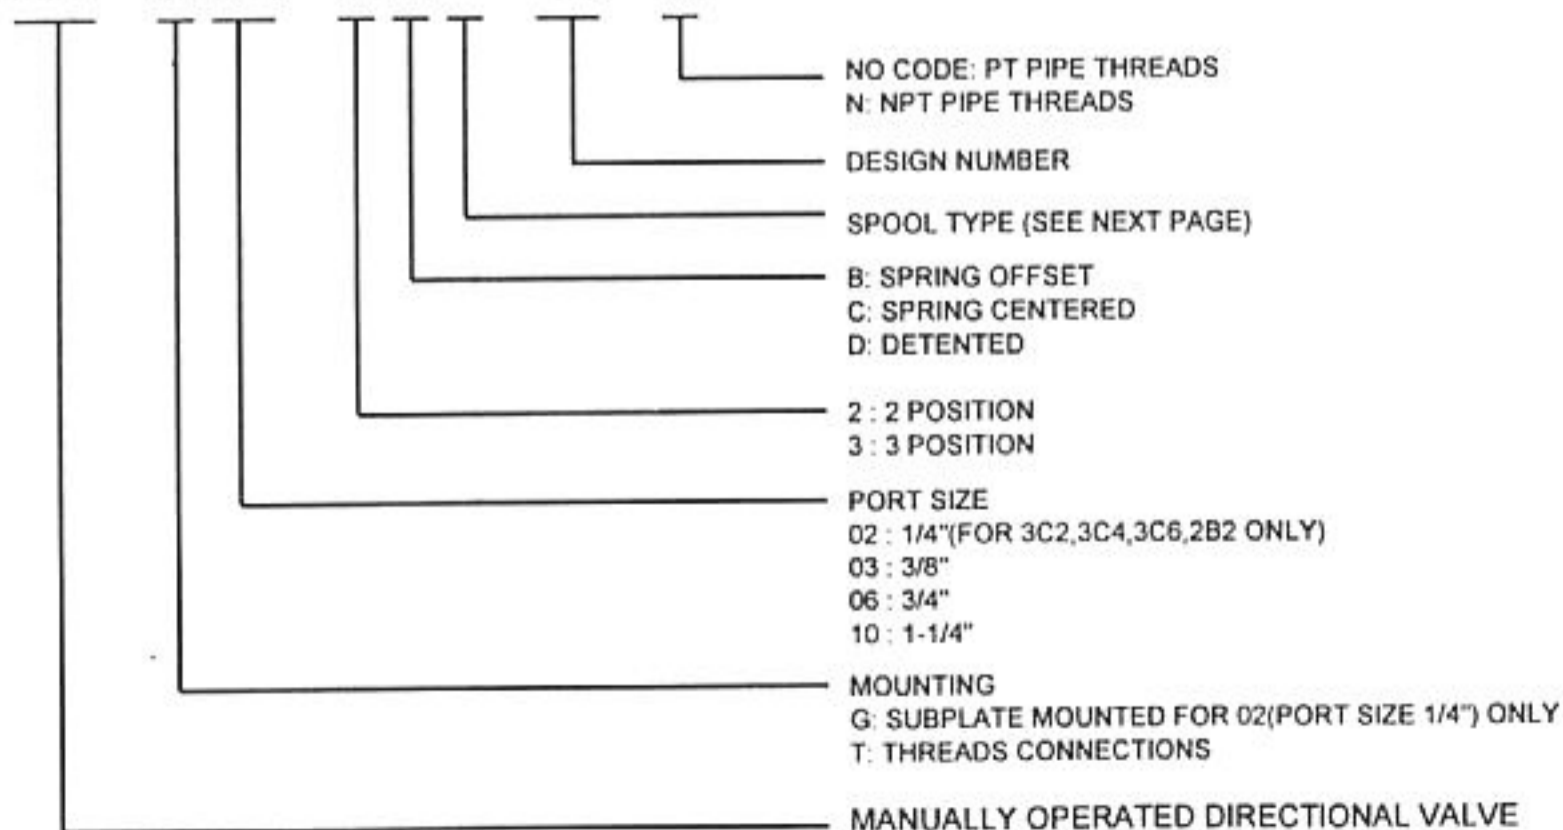 NO CODE: PT PIPE THREADS
N: NPT PIPE THREADS
DESIGN NUMBER
SPOOL TYPE (SEE NEXT PAGE)
B: SPRING OFFSET
C: SPRING CENTERED
D: DETENTED
2 : 2 POSITION
3 : 3 POSITION
PORT SIZE
02 : 1/4"(FOR 3C2,3C4,3C6,2B2 ONLY)
03 : 3/8"
06 : 3/4"
10 : 1-1/4"
MOUNTING
G: SUBPLATE MOUNTED FOR 02(PORT SIZE 1/4") ONLY
T: THREADS CONNECTIONS
MANUALLY OPERATED DIRECTIONAL VALVE